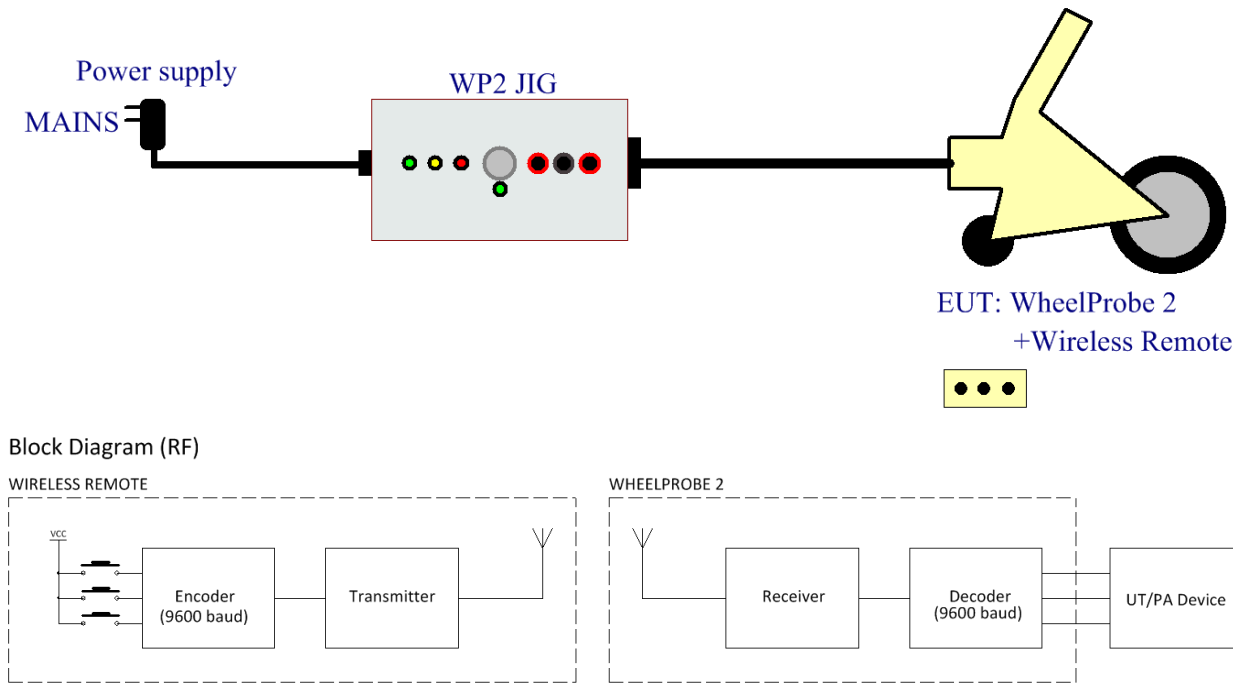 Power supply
MAINS
WP2 JIG
EUT: WheelProbe 2
+Wireless Remote
Block Diagram (RF)
WIRELESS REMOTE
WHEELPROBE 2
VCC
Encoder
(9600 baud)
Transmitter
Receiver
Decoder
(9600 baud)
UT/PA Device